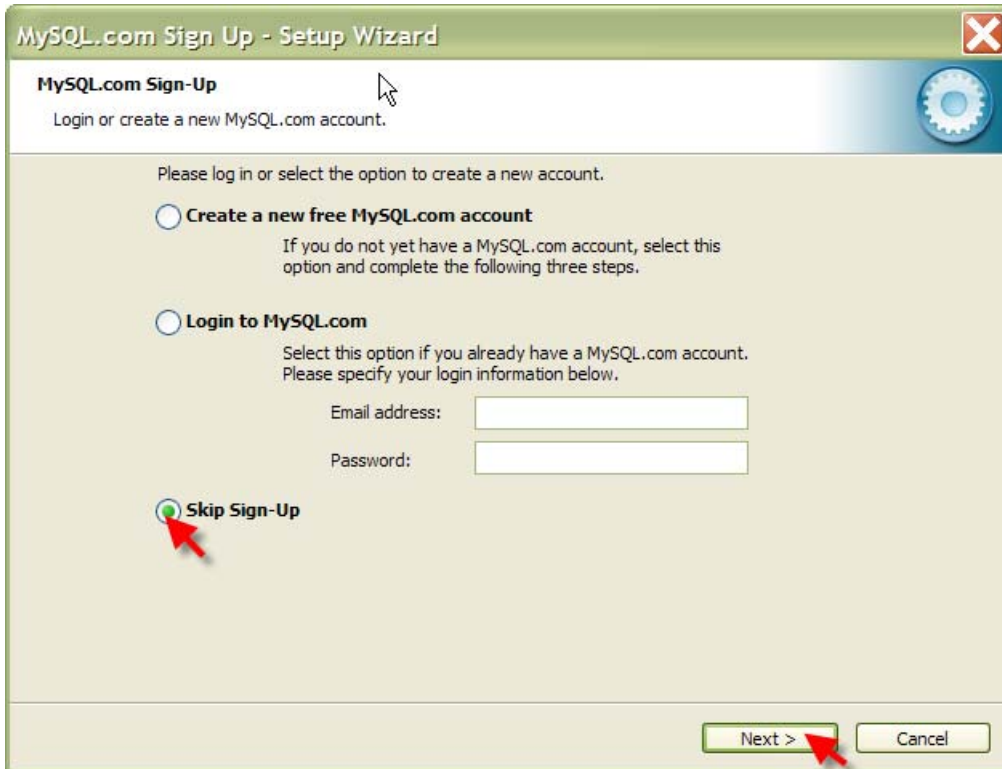 MySQL.com Sign Up - Setup Wizard
MySQL.com Sign-Up
Login or create a new MySQL.com account.
Please log in or select the option to create a new account.
Create a new free MySQL.com account
If you do not yet have a MySQL.com account, select this
option and complete the following three steps.
Login to MySQL.com
Select this option if you already have a MySQL.com account.
Please specify your login information below.
Email address:
Password:
Skip Sign-Up
Next >
Cancel